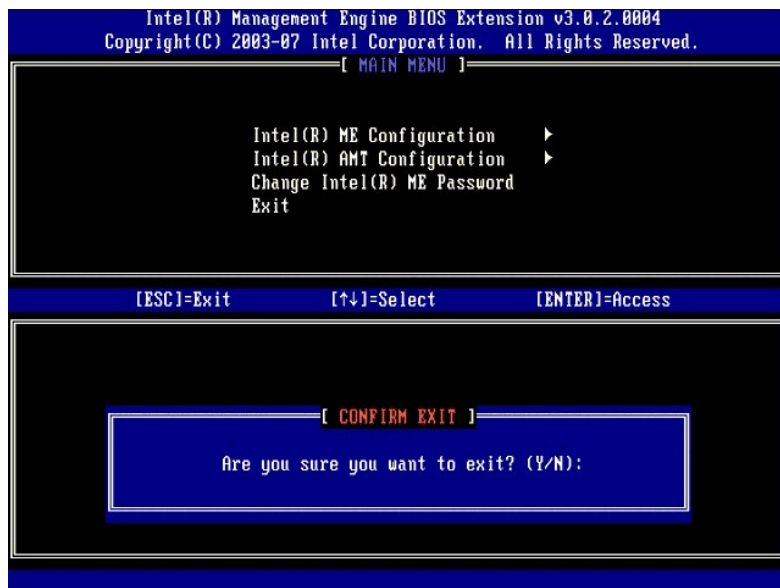 Intel(R) Management Engine BIOS Extension v3.0.2.0004
Copyright(C) 2003-07 Intel Corporation. All Rights Reserved.
[ MAIN MENU ]
Intel(R) ME Configuration ►
Intel(R) AMT Configuration ►
Change Intel(R) ME Password
Exit
[ESC]=Exit [↑↓]=Select [ENTER]=Access
[ CONFIRM EXIT ]
Are you sure you want to exit? (Y/N):